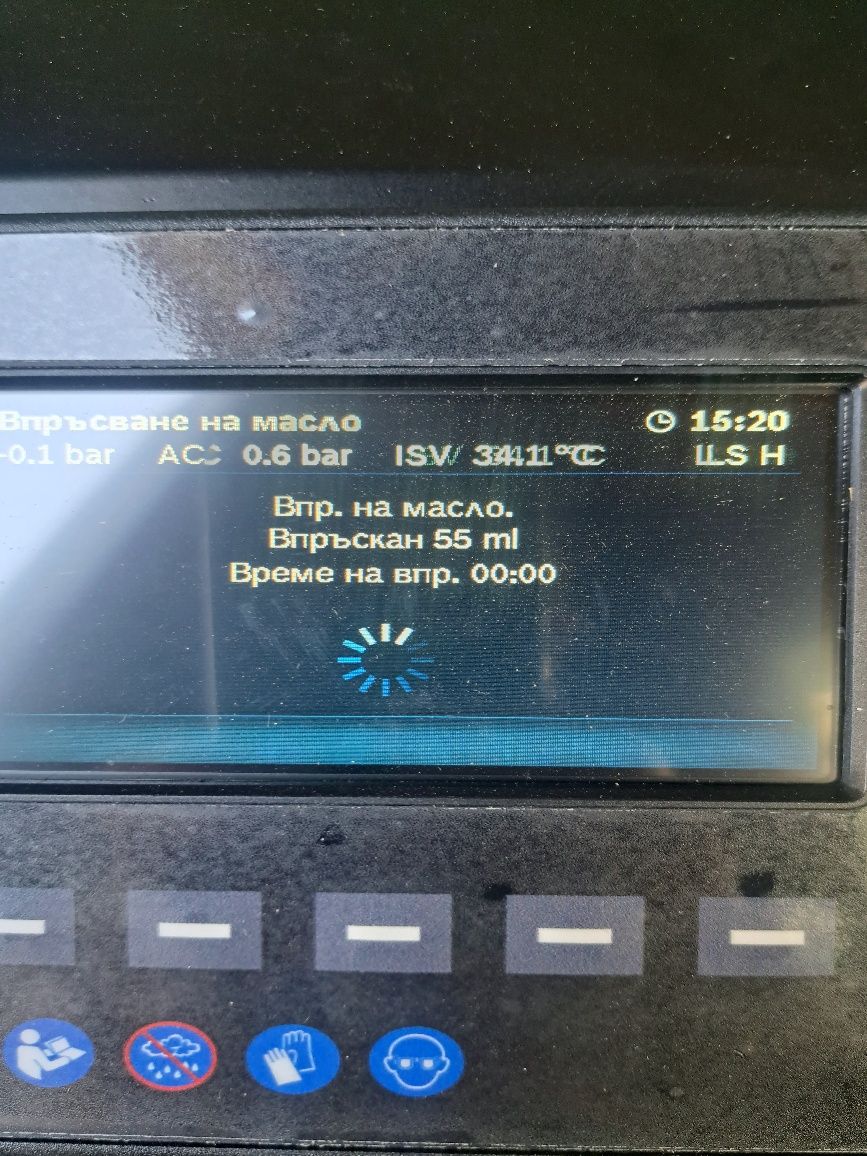 Впръсване на масло 15:20
-0.1 bar 0.6 bar ISV °C H
Впр. на масло.
Впръскан 55 ml
Време на впр. 00:00